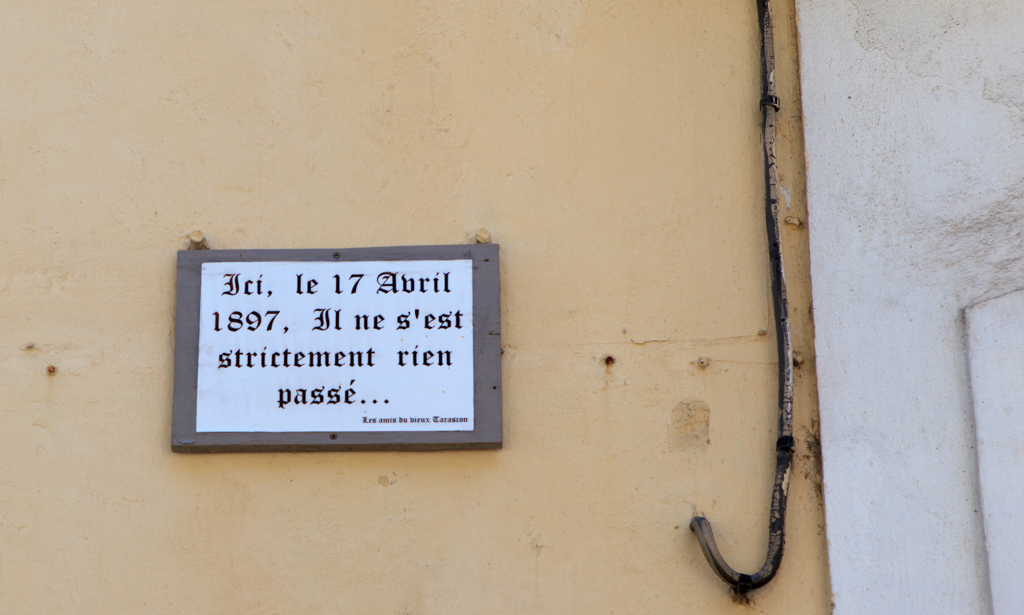 Ici, le 17 Avril
1897, Il ne s'est
strictement rien
passé...
Les amis du vieux Tarascon